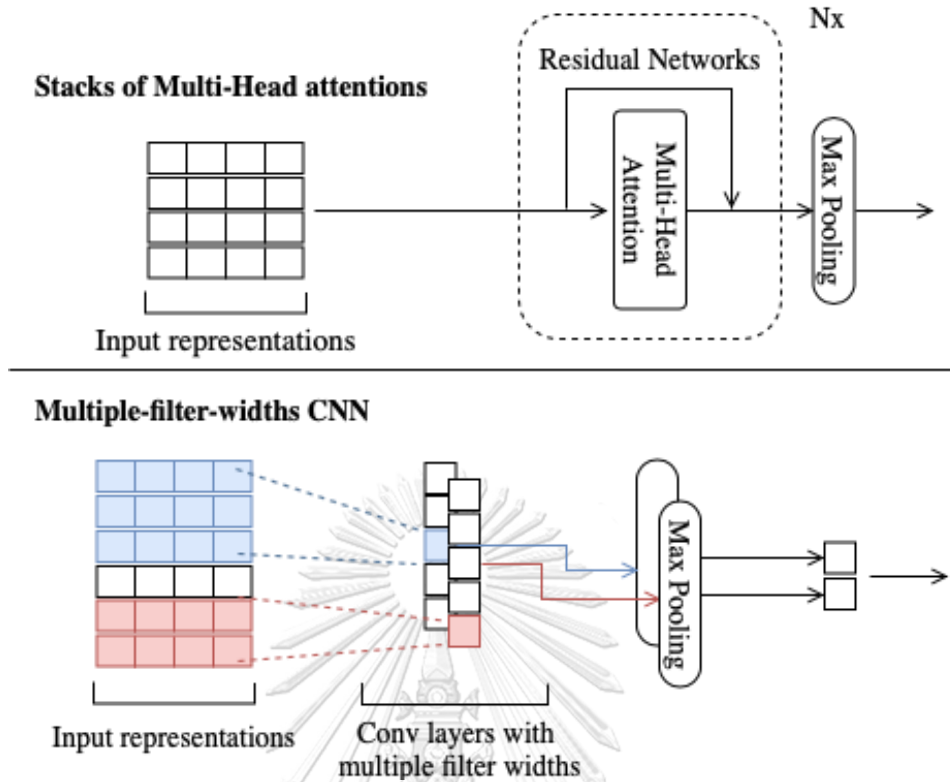 Nx
Residual Networks
Stacks of Multi-Head attentions
Multi-Head
Attention
Max Pooling
Input representations
Multiple-filter-widths CNN
Max Pooling
Input representations
Conv layers with
multiple filter widths